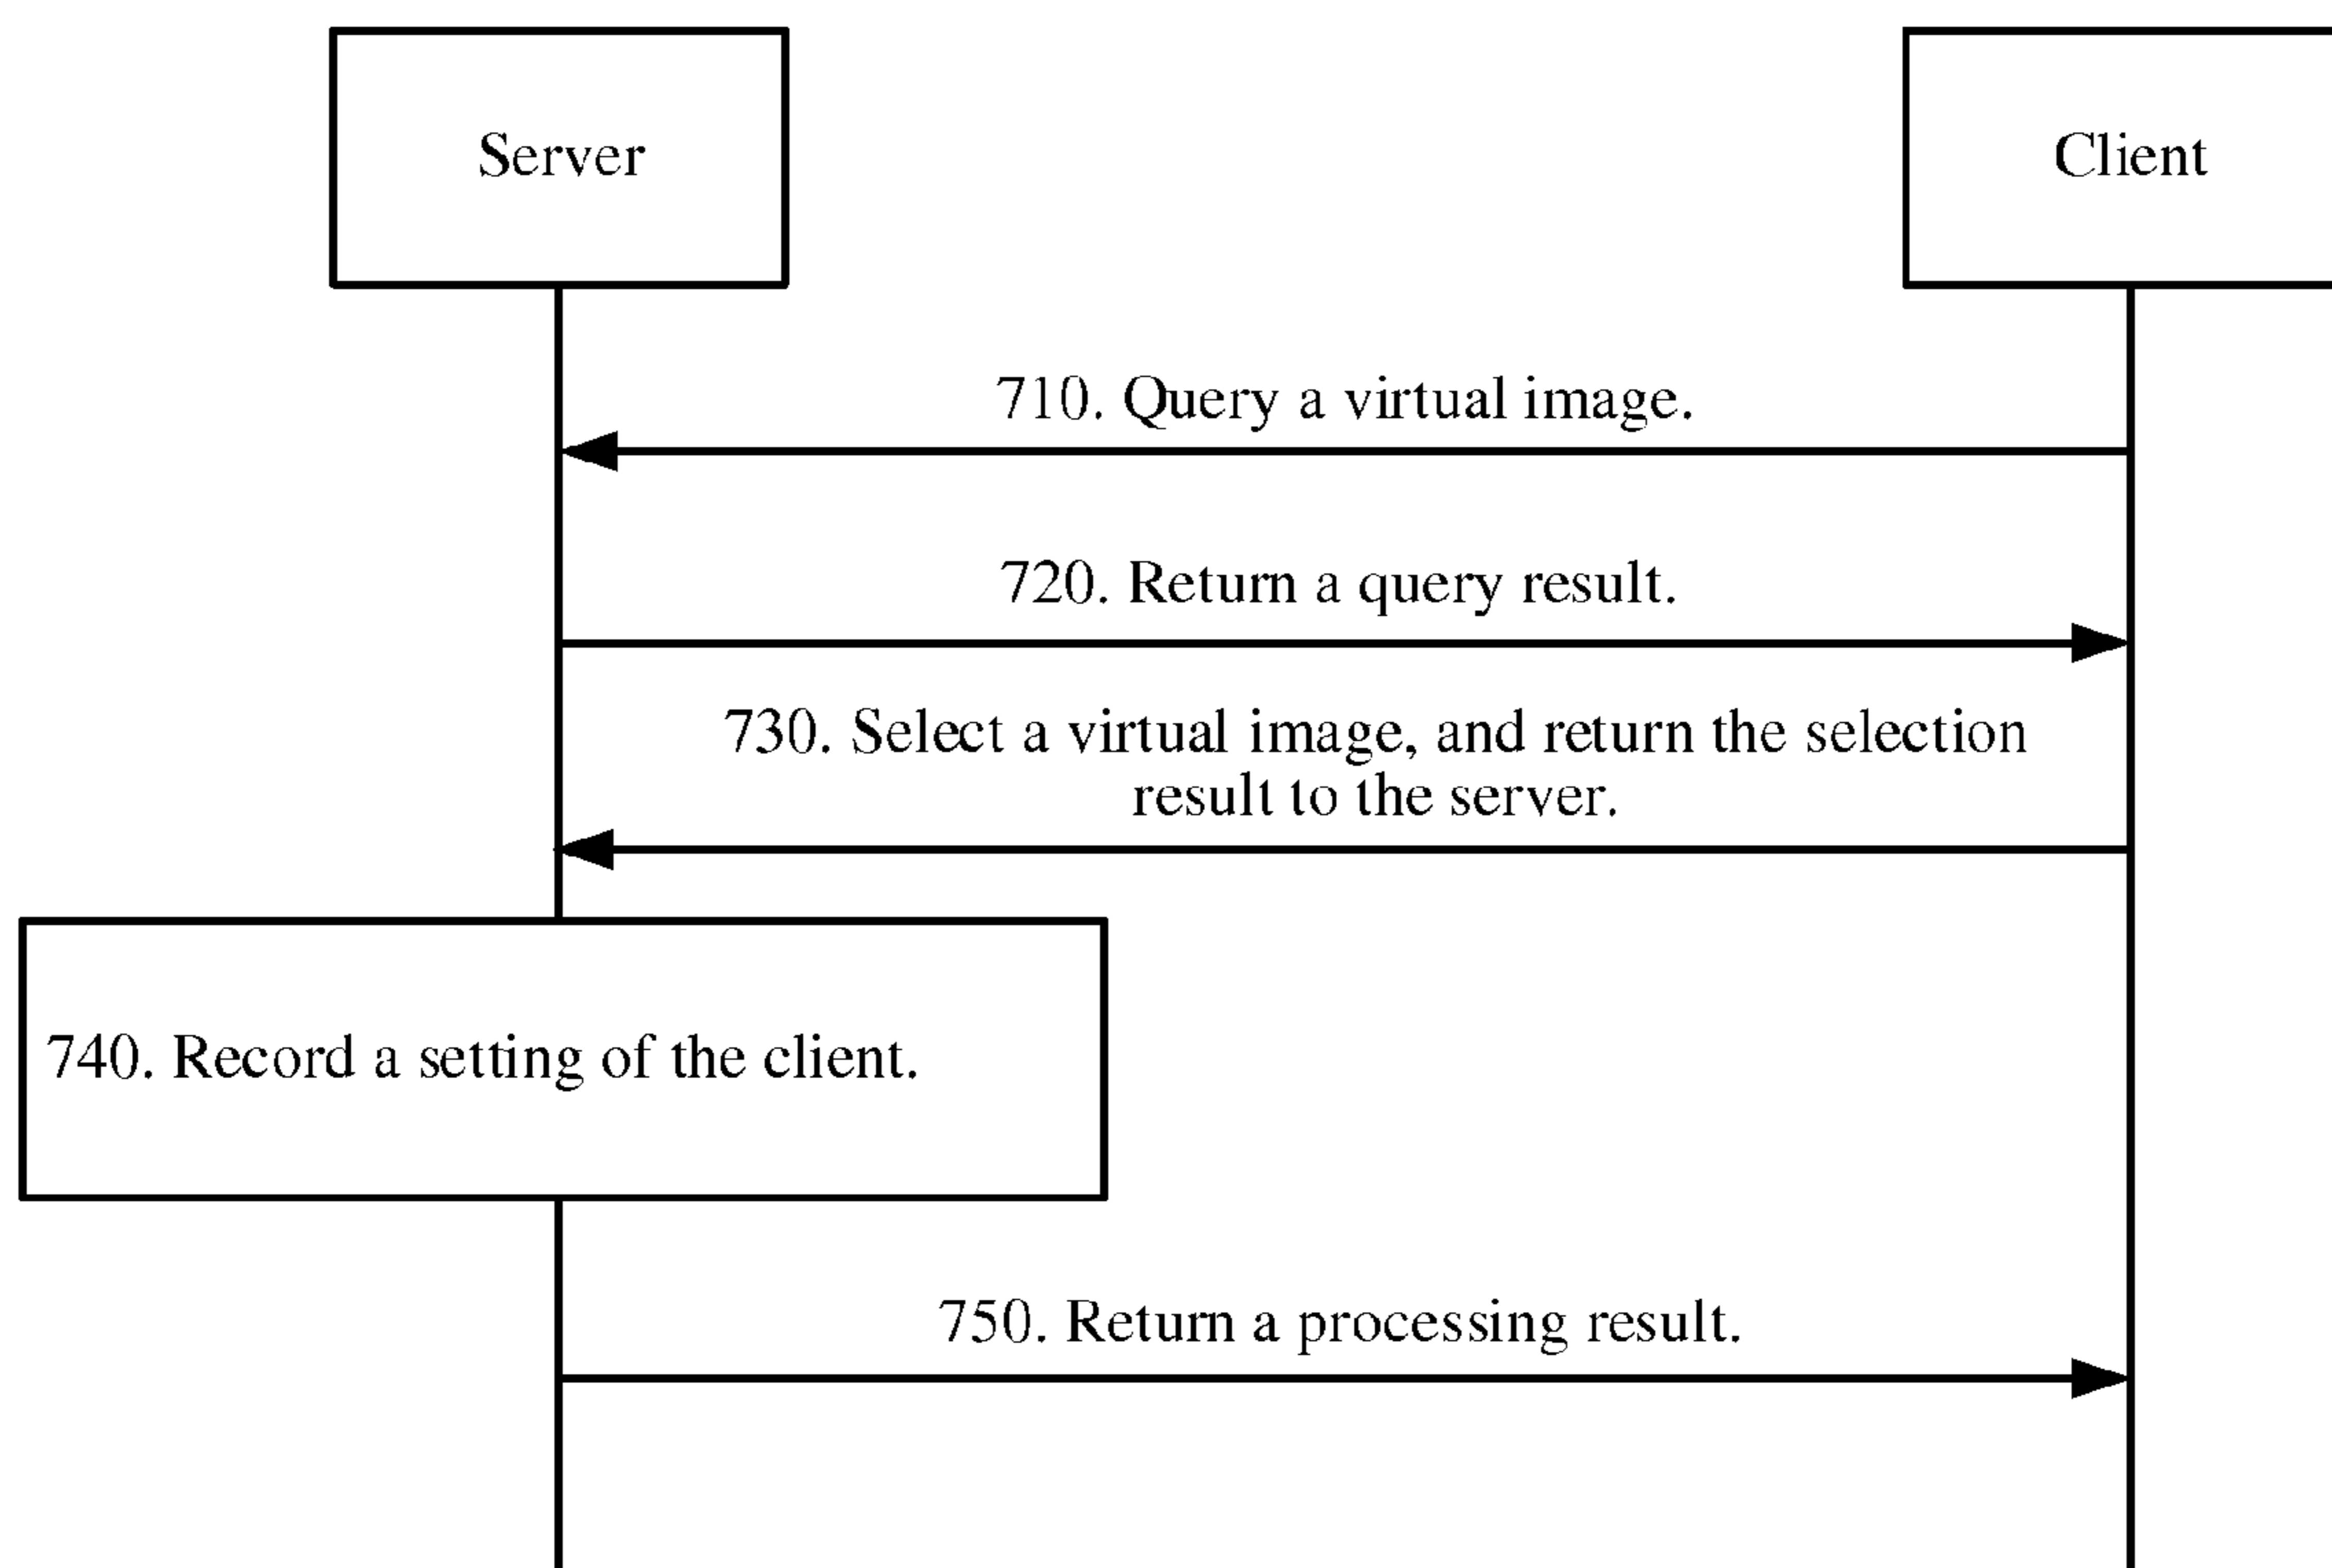 Server
Client
710. Query a virtual image.
720. Return a query result.
730. Select a virtual image, and return the selection
result to the server.
740. Record a setting of the client.
750. Return a processing result.